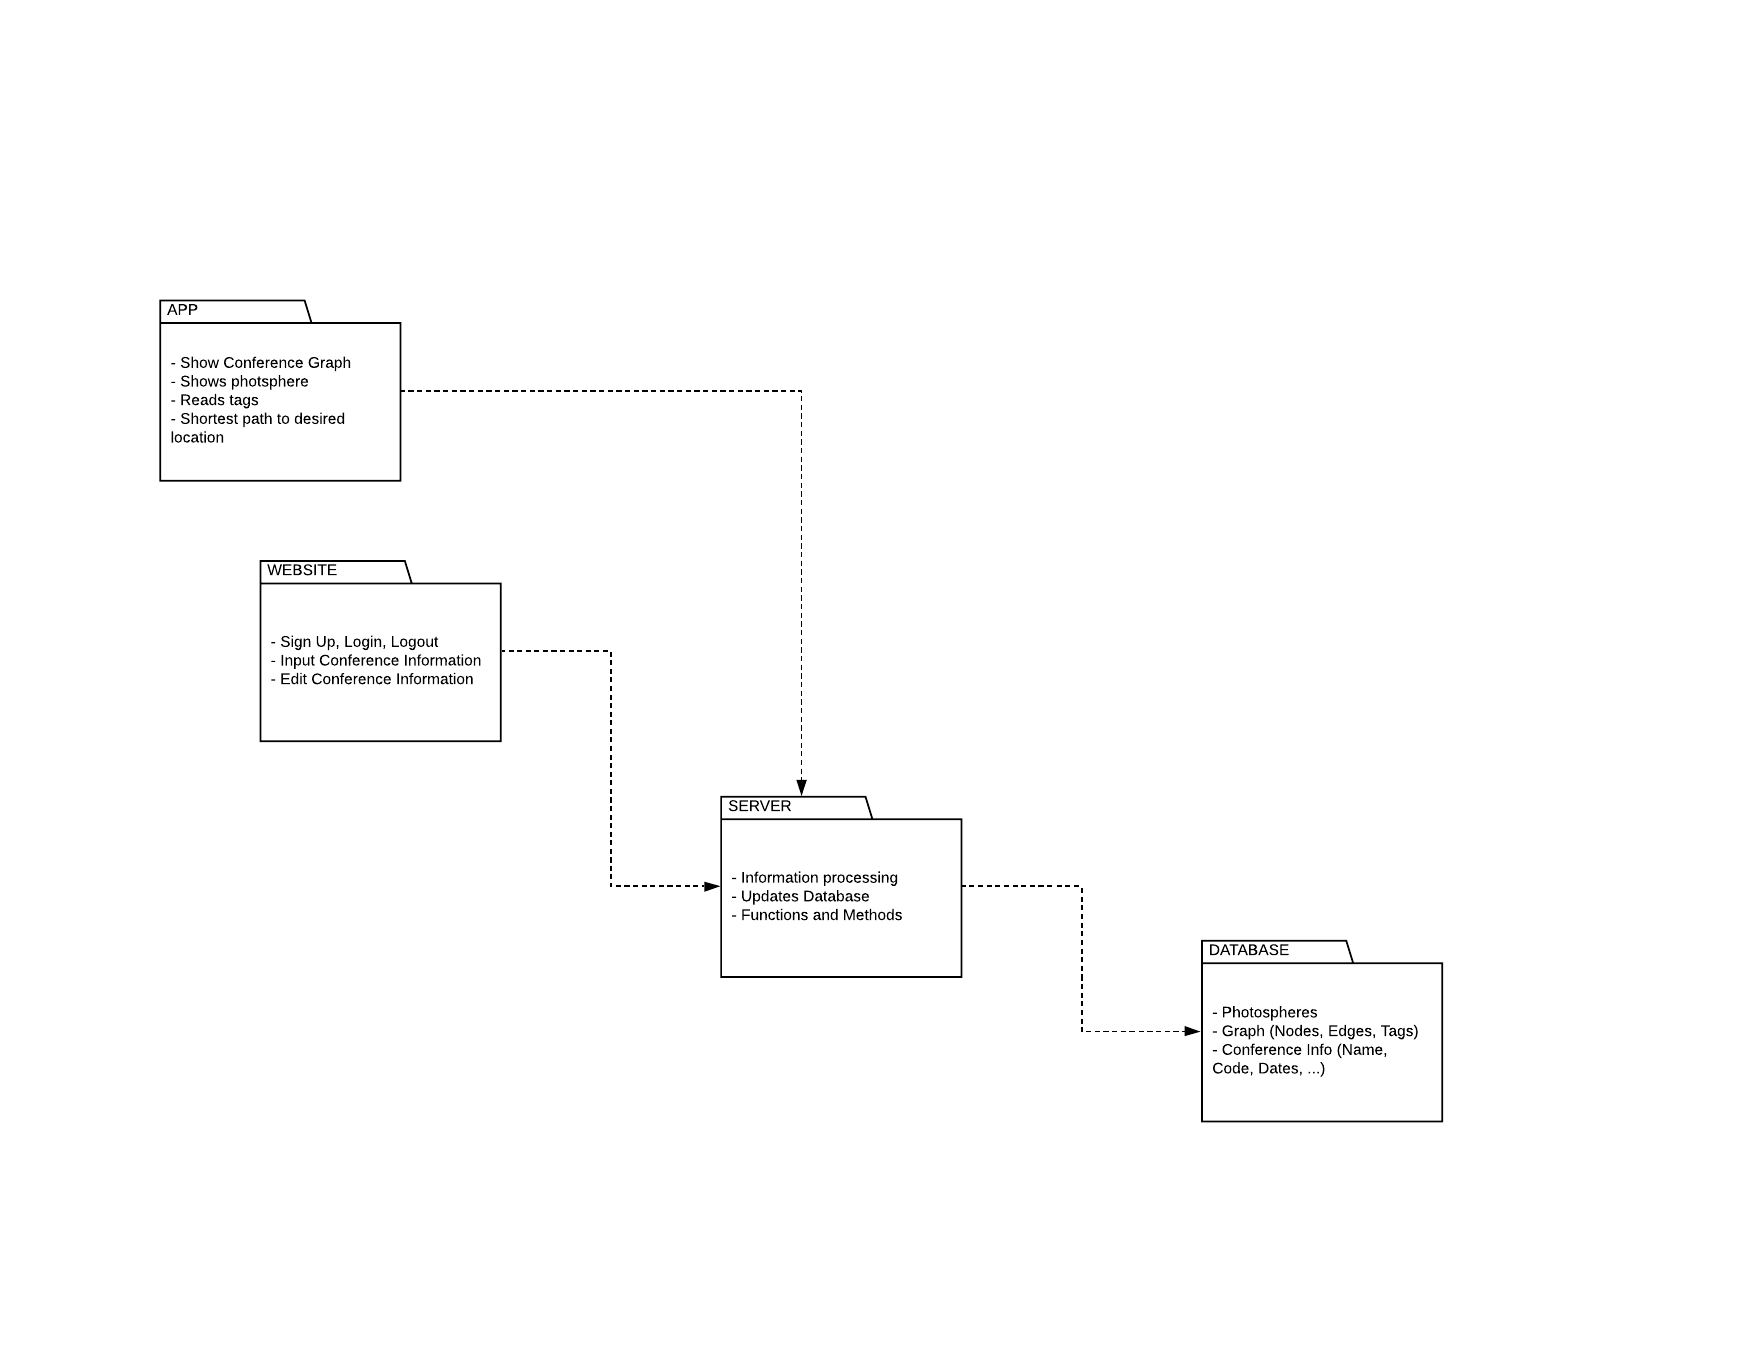 APP
- Show Conference Graph
- Shows photsphere
- Reads tags
- Shortest path to desired
location
WEBSITE
- Sign Up, Login, Logout
- Input Conference Information
- Edit Conference Information
SERVER
- Information processing
- Updates Database
- Functions and Methods
DATABASE
- Photospheres
- Graph (Nodes, Edges, Tags)
- Conference Info (Name,
Code, Dates, ...)